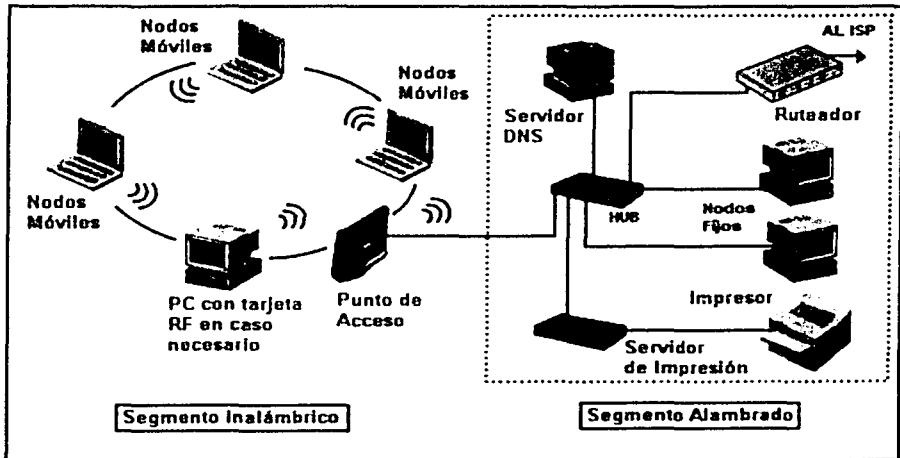 Nodos
Móviles
Nodos
Móviles
Nodos
Móviles
PC con tarjeta
RF en caso
necesario
Punto de
Acceso
Segmento Inalámbrico
AL ISP
Servidor
DNS
Ruteador
HUB
Nodos
Fijos
Impresor
Servidor
de Impresión
Segmento Alambrado